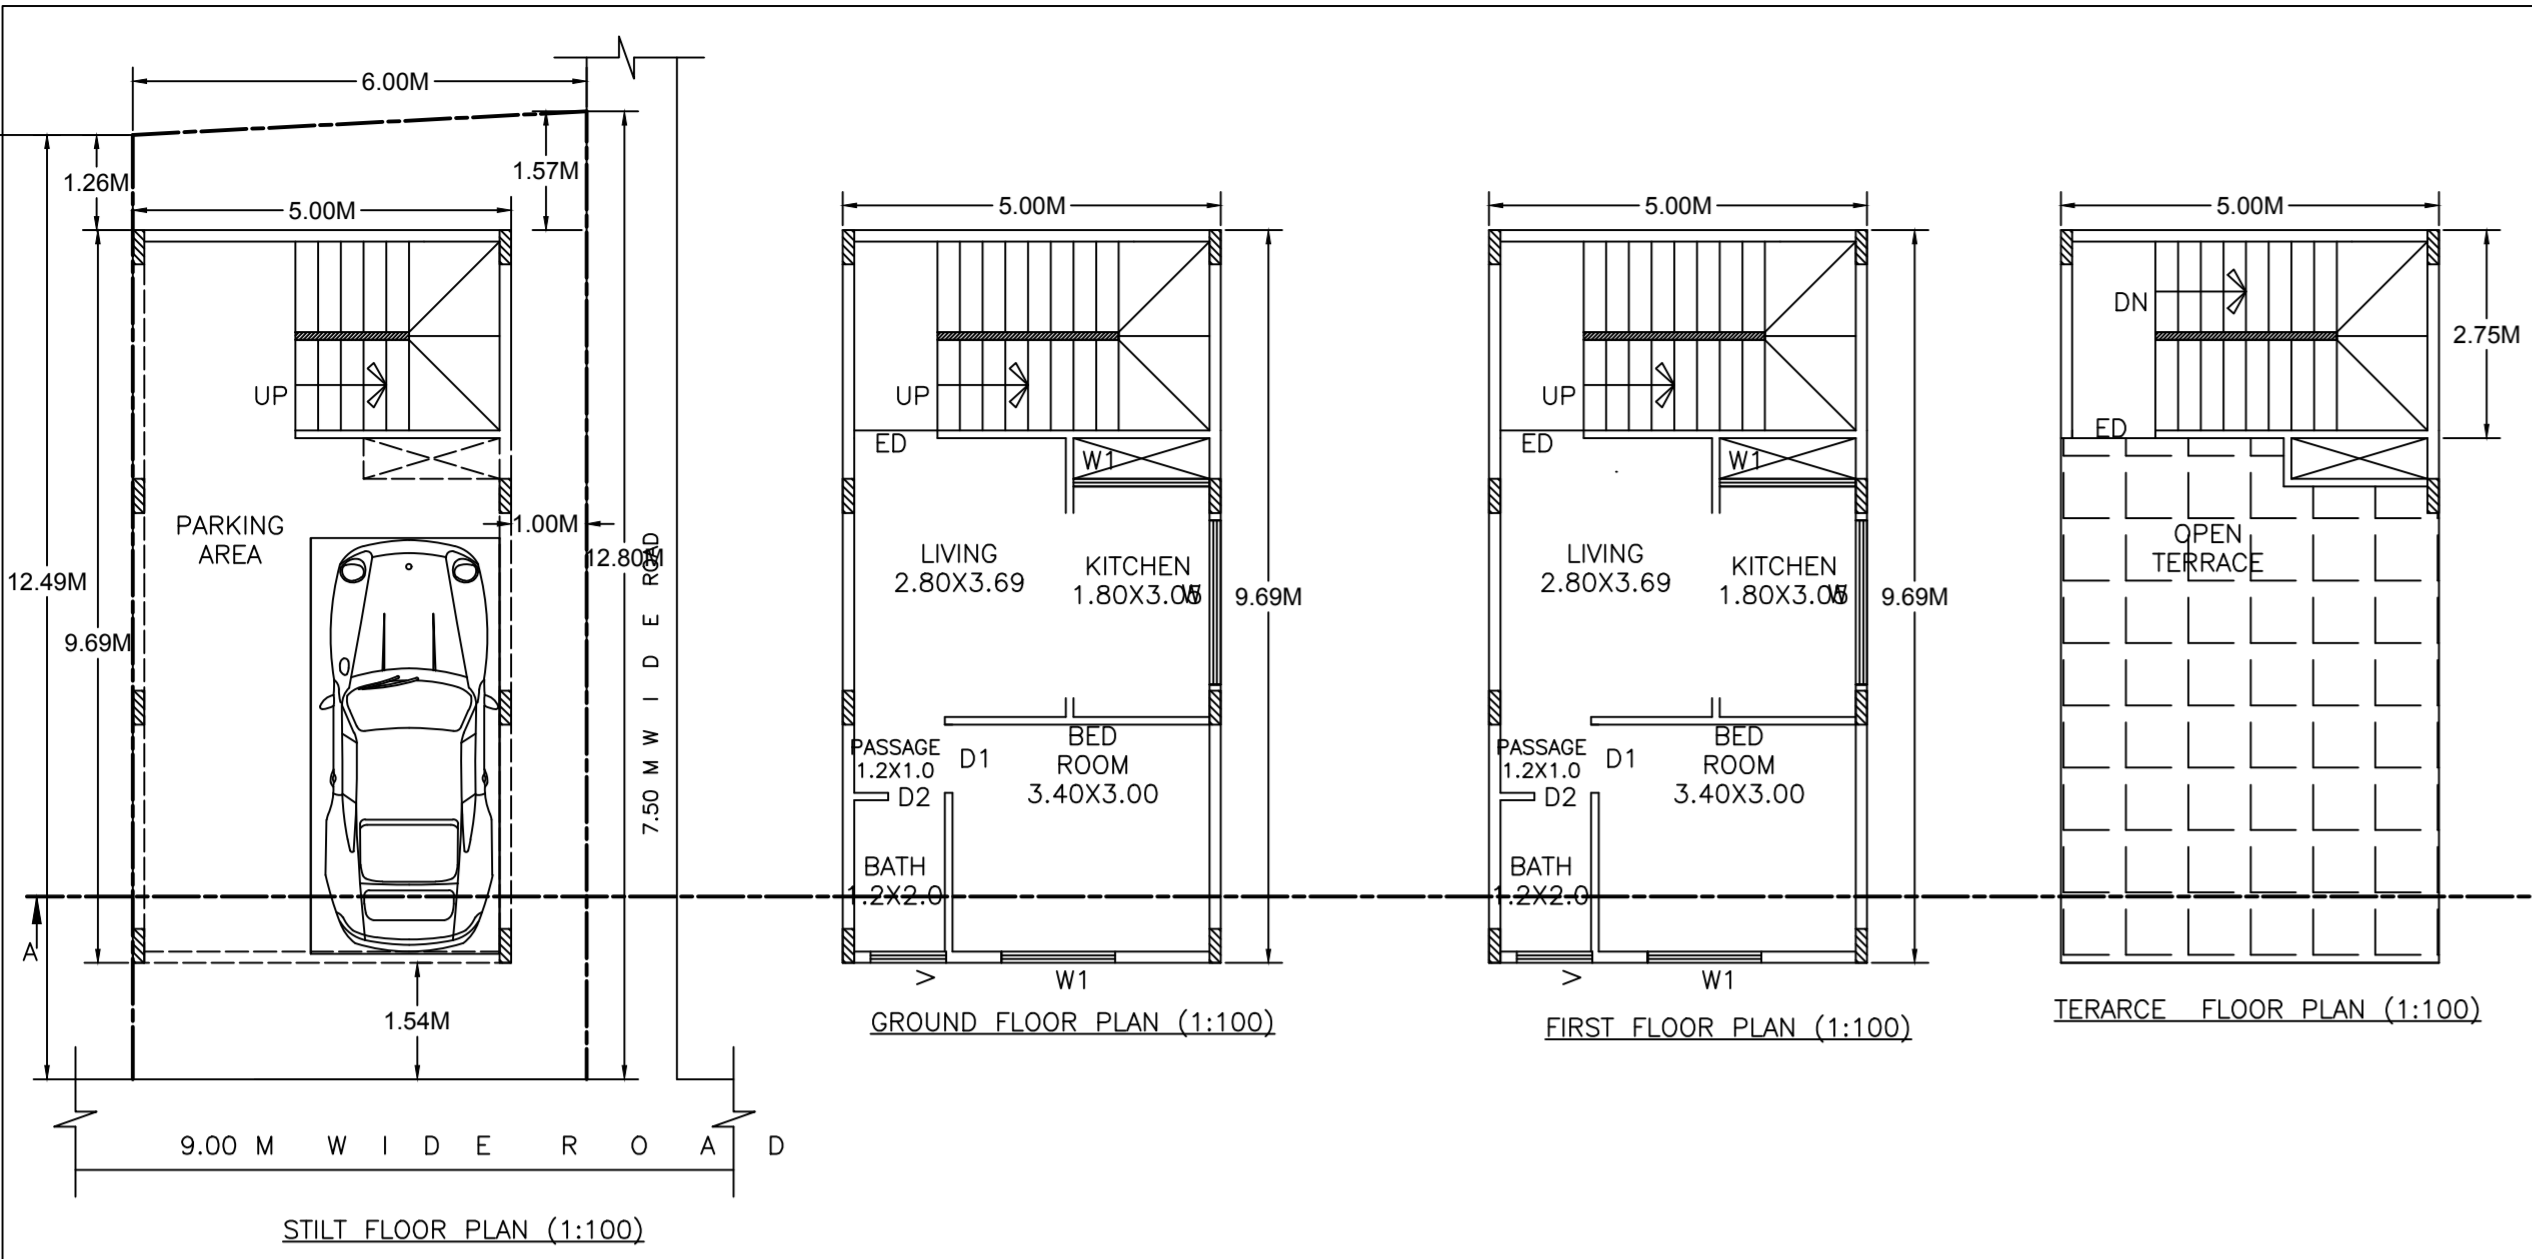 6.00M
1.26M
1.57M
5.00M
UP
PARKING
AREA
1.00M
12.49M
12.80M
9.69M
7.50 M W I D E ROAD
A
1.54M
9.00 M W I D E R O A D
STILT FLOOR PLAN (1:100)
5.00M
UP
ED
W1
LIVING
2.80X3.69
KITCHEN
1.80X3.05
W
9.69M
PASSAGE
1.2X1.0
D1
BED
ROOM
3.40X3.00
D2
BATH
1.2X2.0
V
W1
GROUND FLOOR PLAN (1:100)
5.00M
UP
ED
W1
LIVING
2.80X3.69
KITCHEN
1.80X3.05
W
9.69M
PASSAGE
1.2X1.0
D1
BED
ROOM
3.40X3.00
D2
BATH
1.2X2.0
V
W1
FIRST FLOOR PLAN (1:100)
5.00M
DN
2.75M
ED
OPEN
TERRACE
TERARCE FLOOR PLAN (1:100)